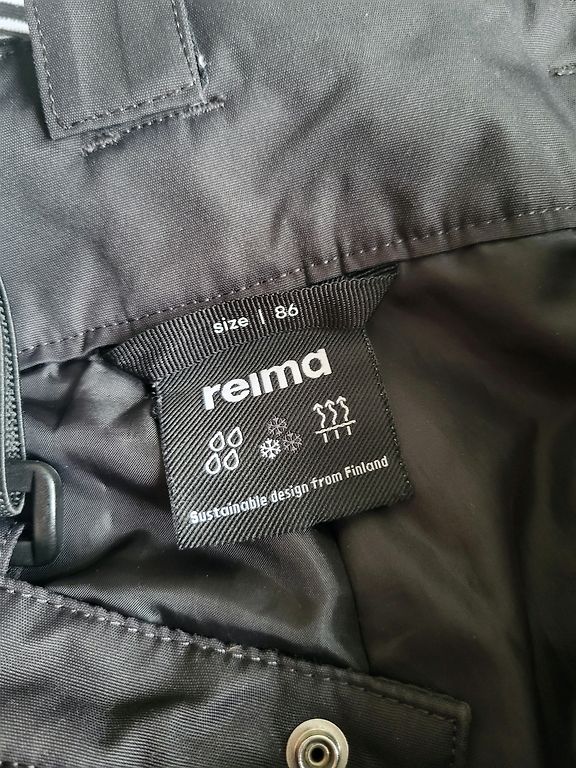 size | 86
reima
Sustainable design from Finland